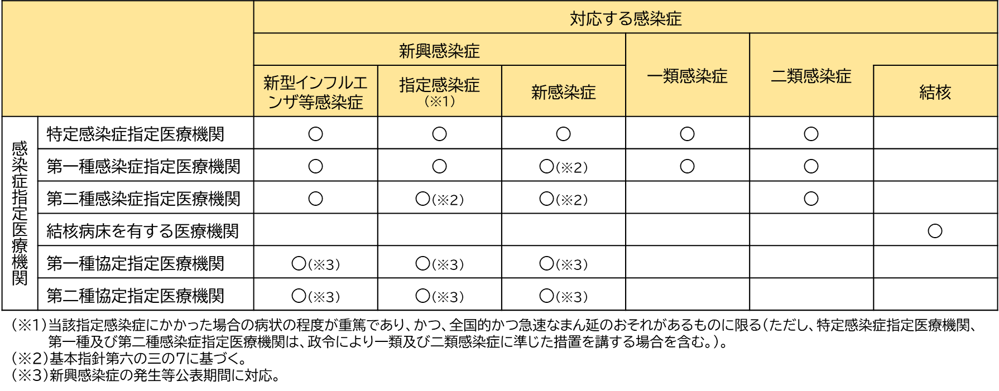 対応する感染症
新興感染症
一類感染症
二類感染症
新型インフルエ
ンザ等感染症
指定感染症
（※1）
新感染症
結核
感染症指定医療機関
特定感染症指定医療機関 ○ ○ ○ ○ ○
第一種感染症指定医療機関 ○ ○ ○（※2） ○ ○
第二種感染症指定医療機関 ○ ○（※2） ○（※2） ○
結核病床を有する医療機関 ○
第一種協定指定医療機関 ○（※3） ○（※3） ○（※3）
第二種協定指定医療機関 ○（※3） ○（※3） ○（※3）
（※1）当該指定感染症にかかった場合の病状の程度が重篤であり、かつ、全国的かつ急速なまん延のおそれがあるものに限る（ただし、特定感染症指定医療機関、
第一種及び第二種感染症指定医療機関は、政令により一類及び二類感染症に準じた措置を講する場合を含む。）。
（※2）基本指針第六の三の7に基づく。
（※3）新興感染症の発生等公表期間に対応。